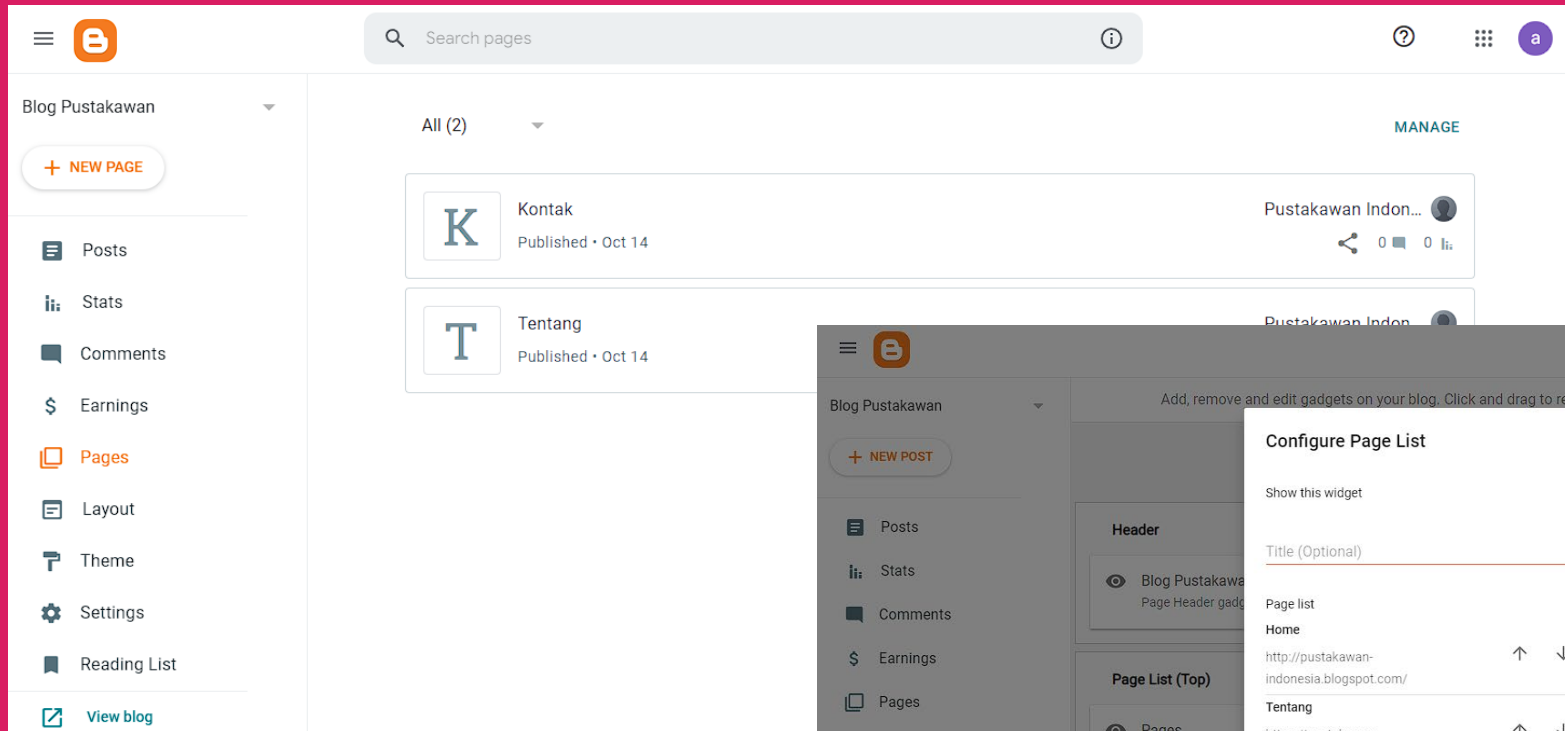 Search pages
a
Blog Pustakawan
NEW PAGE
Posts
Stats
Comments
Earnings
Pages
Layout
Theme
Settings
Reading List
View blog
All (2)
MANAGE
K
Kontak
Published • Oct 14
Pustakawan Indon...
0 0
T
Tentang
Published • Oct 14
Pustakawan Indon
Blog Pustakawan
NEW POST
Posts
Stats
Comments
Earnings
Pages
Add, remove and edit gadgets on your blog. Click and drag to re
Header
Blog Pustakawa
Page Header gadg
Page List (Top)
Pages
Configure Page List
Show this widget
Title (Optional)
Page list
Home
http://pustakawan-
indonesia.blogspot.com/
Tentang